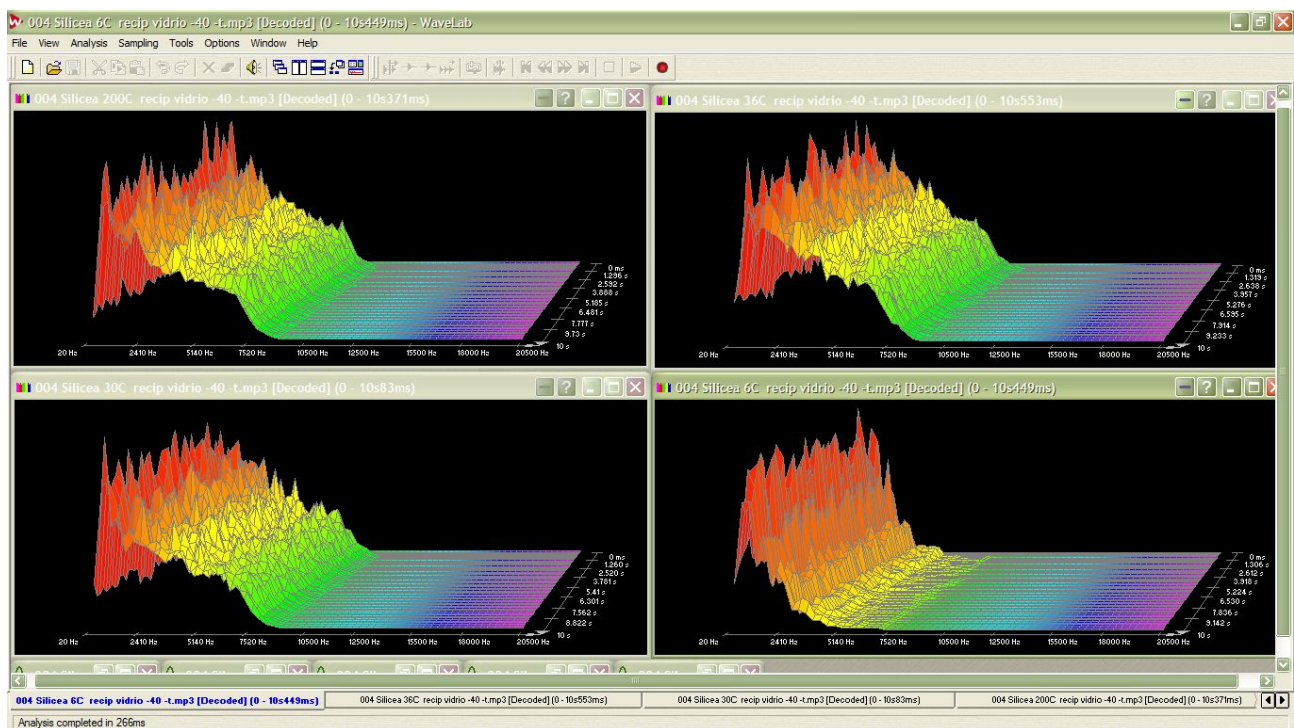 004 Silicea 6C recip vidrio -40 -t.mp3 [Decoded] (0 - 10s449ms) - WaveLab
File View Analysis Sampling Tools Options Window Help
004 Silicea 200C recip vidrio -40 -t.mp3 [Decoded] (0 - 10s371ms)
0 ms
1.296 s
2.592 s
3.888 s
5.185 s
6.481 s
7.777 s
9.73 s
10 s
20 Hz 2410 Hz 5140 Hz 7520 Hz 10500 Hz 12500 Hz 15000 Hz 18000 Hz 20500 Hz
004 Silicea 36C recip vidrio -40 -t.mp3 [Decoded] (0 - 10s553ms)
0 ms
1.319 s
2.638 s
3.957 s
5.276 s
6.595 s
7.914 s
9.233 s
10 s
20 Hz 2410 Hz 5140 Hz 7520 Hz 10500 Hz 12500 Hz 15000 Hz 18000 Hz 20500 Hz
004 Silicea 30C recip vidrio -40 -t.mp3 [Decoded] (0 - 10s83ms)
0 ms
1.260 s
2.520 s
3.781 s
5.41 s
6.301 s
7.562 s
8.822 s
10 s
20 Hz 2410 Hz 5140 Hz 7520 Hz 10500 Hz 12500 Hz 15000 Hz 18000 Hz 20500 Hz
004 Silicea 6C recip vidrio -40 -t.mp3 [Decoded] (0 - 10s449ms)
0 ms
1.306 s
2.612 s
3.918 s
5.224 s
6.530 s
7.836 s
9.142 s
10 s
20 Hz 2410 Hz 5140 Hz 7520 Hz 10500 Hz 12500 Hz 15000 Hz 18000 Hz 20500 Hz
004 Silicea 6C recip vidrio -40 -t.mp3 [Decoded] (0 - 10s449ms) 004 Silicea 36C recip vidrio -40 -t.mp3 [Decoded] (0 - 10s553ms) 004 Silicea 30C recip vidrio -40 -t.mp3 [Decoded] (0 - 10s83ms) 004 Silicea 200C recip vidrio -40 -t.mp3 [Decoded] (0 - 10s371ms)
Analysis completed in 266ms